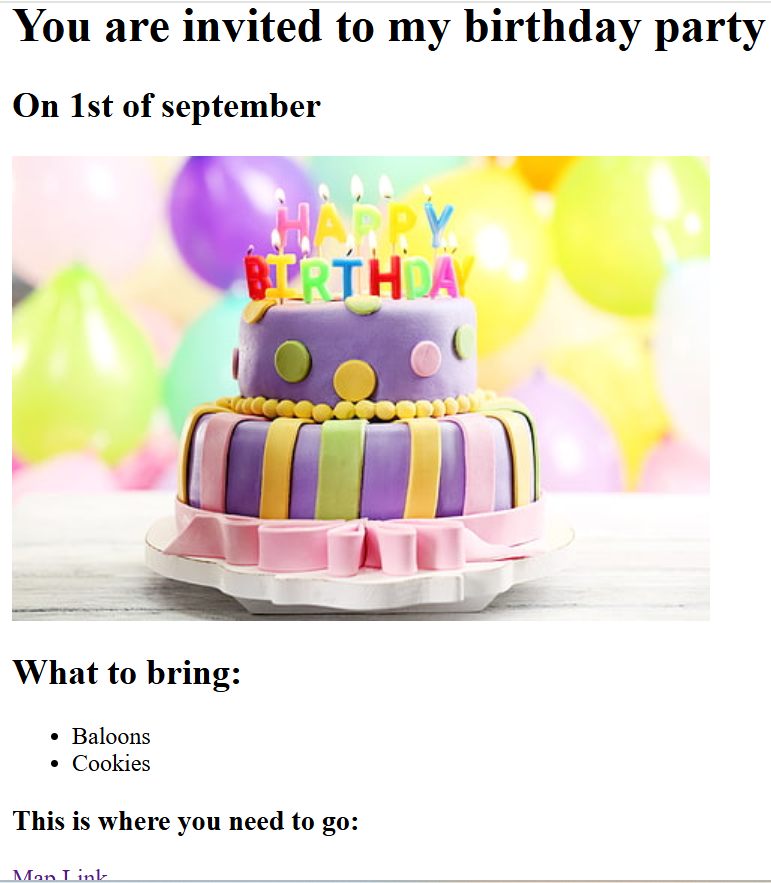 You are invited to my birthday party
On 1st of september
HAPPY
BIRTHDAY
What to bring:
Baloons
Cookies
This is where you need to go:
Map Link